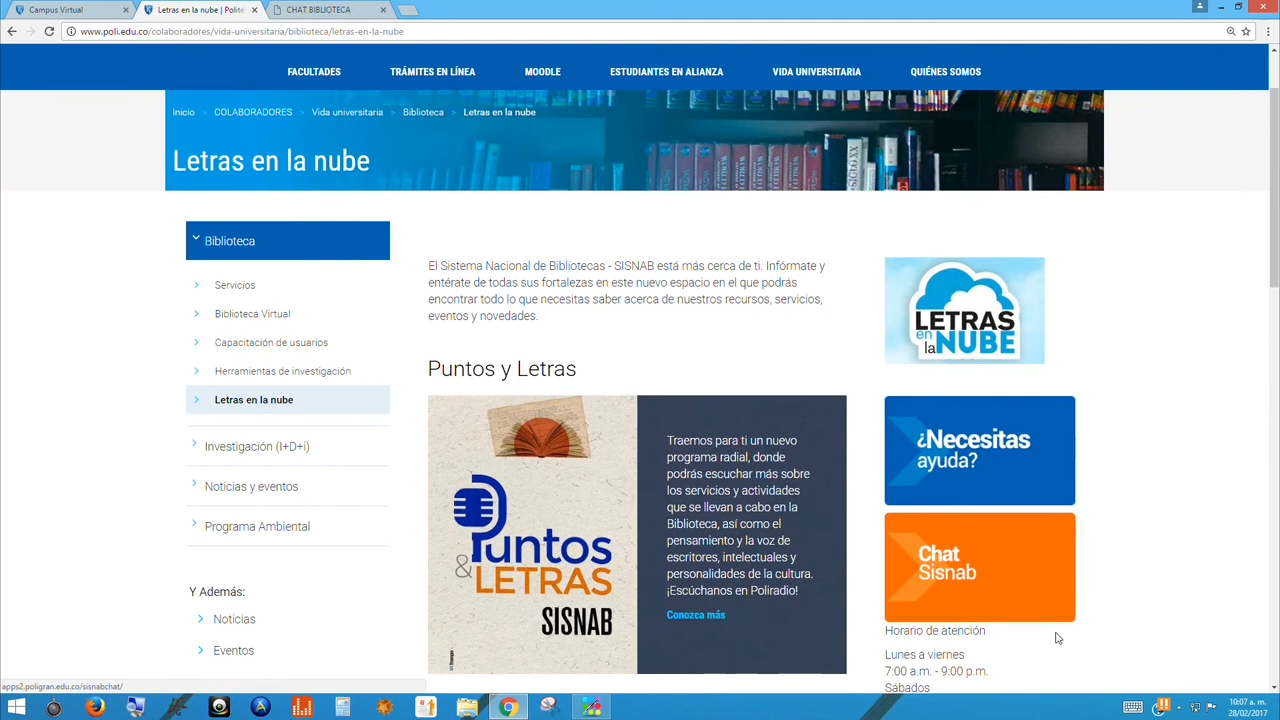 Campus Virtual
Letras en la nube | Polité
CHAT BIBLIOTECA
www.poli.edu.co/colaboradores/vida-universitaria/biblioteca/letras-en-la-nube
FACULTADES TRÁMITES EN LÍNEA MOODLE ESTUDIANTES EN ALIANZA VIDA UNIVERSITARIA QUIÉNES SOMOS
Inicio > COLABORADORES > Vida universitaria > Biblioteca > Letras en la nube
Letras en la nube
Biblioteca
Servicios
Biblioteca Virtual
Capacitación de usuarios
Herramientas de investigación
Letras en la nube
Investigación (I+D+i)
Noticias y eventos
Programa Ambiental
Y Además:
Noticias
Eventos
El Sistema Nacional de Bibliotecas - SISNAB está más cerca de ti. Infórmate y
entérate de todas sus fortalezas en este nuevo espacio en el que podrás
encontrar todo lo que necesitas saber acerca de nuestros recursos, servicios,
eventos y novedades.
Puntos y Letras
Puntos
& LETRAS
SISNAB
Traemos para ti un nuevo
programa radial, donde
podrás escuchar más sobre
los servicios y actividades
que se llevan a cabo en la
Biblioteca, así como el
pensamiento y la voz de
escritores, intelectuales y
personalidades de la cultura.
¡Escúchanos en Poliradio!
Conozca más
LETRAS
en
la NUBE
¿Necesitas
ayuda?
Chat
Sisnab
Horario de atención
Lunes a viernes
7:00 a.m. - 9:00 p.m.
Sábados
apps2.poligran.edu.co/sisnabchat/
10:07 a. m.
28/02/2017